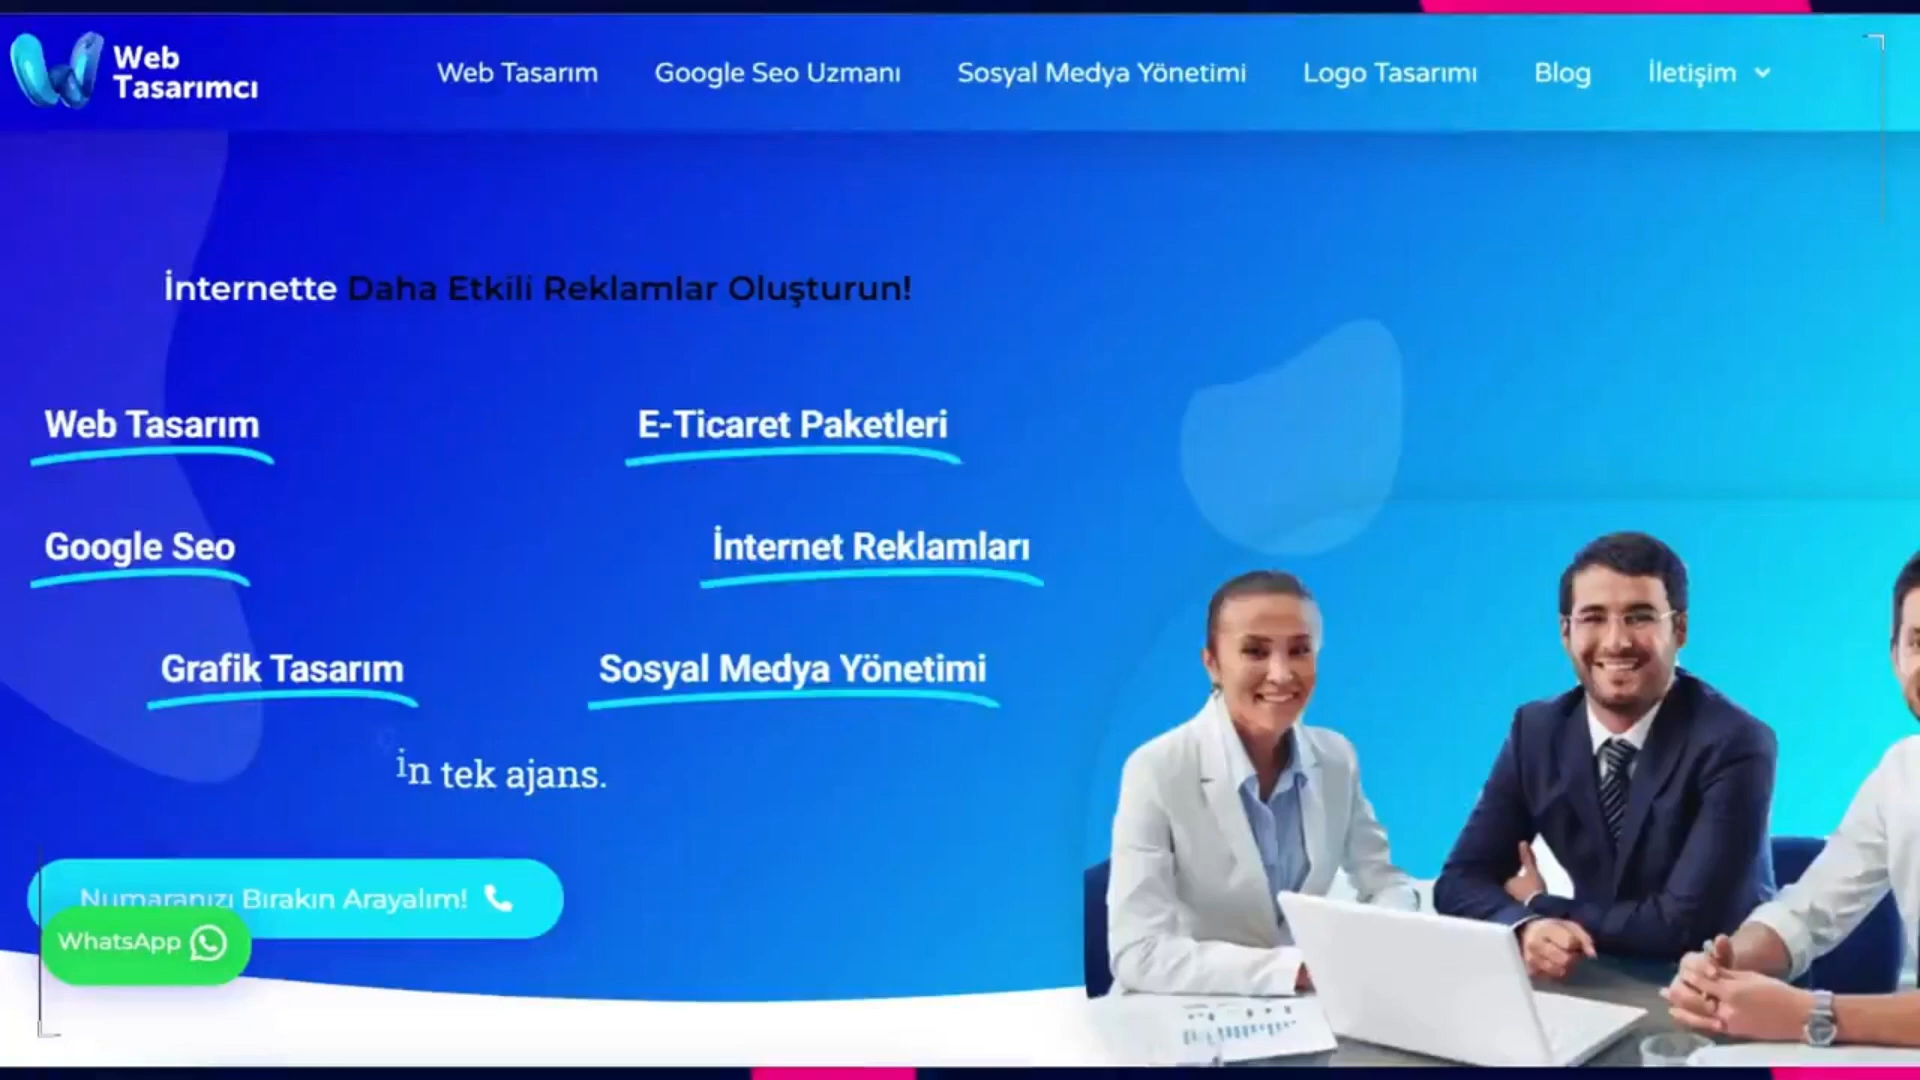 Web
Tasarımcı
Web Tasarım
Google Seo Uzmanı
Sosyal Medya Yönetimi
Logo Tasarımı
Blog
İletişim
İnternette Daha Etkili Reklamlar Oluşturun!
Web Tasarım
E-Ticaret Paketleri
Google Seo
İnternet Reklamları
Grafik Tasarım
Sosyal Medya Yönetimi
in tek ajans.
Numaranızı Bırakın Arayalım!
WhatsApp